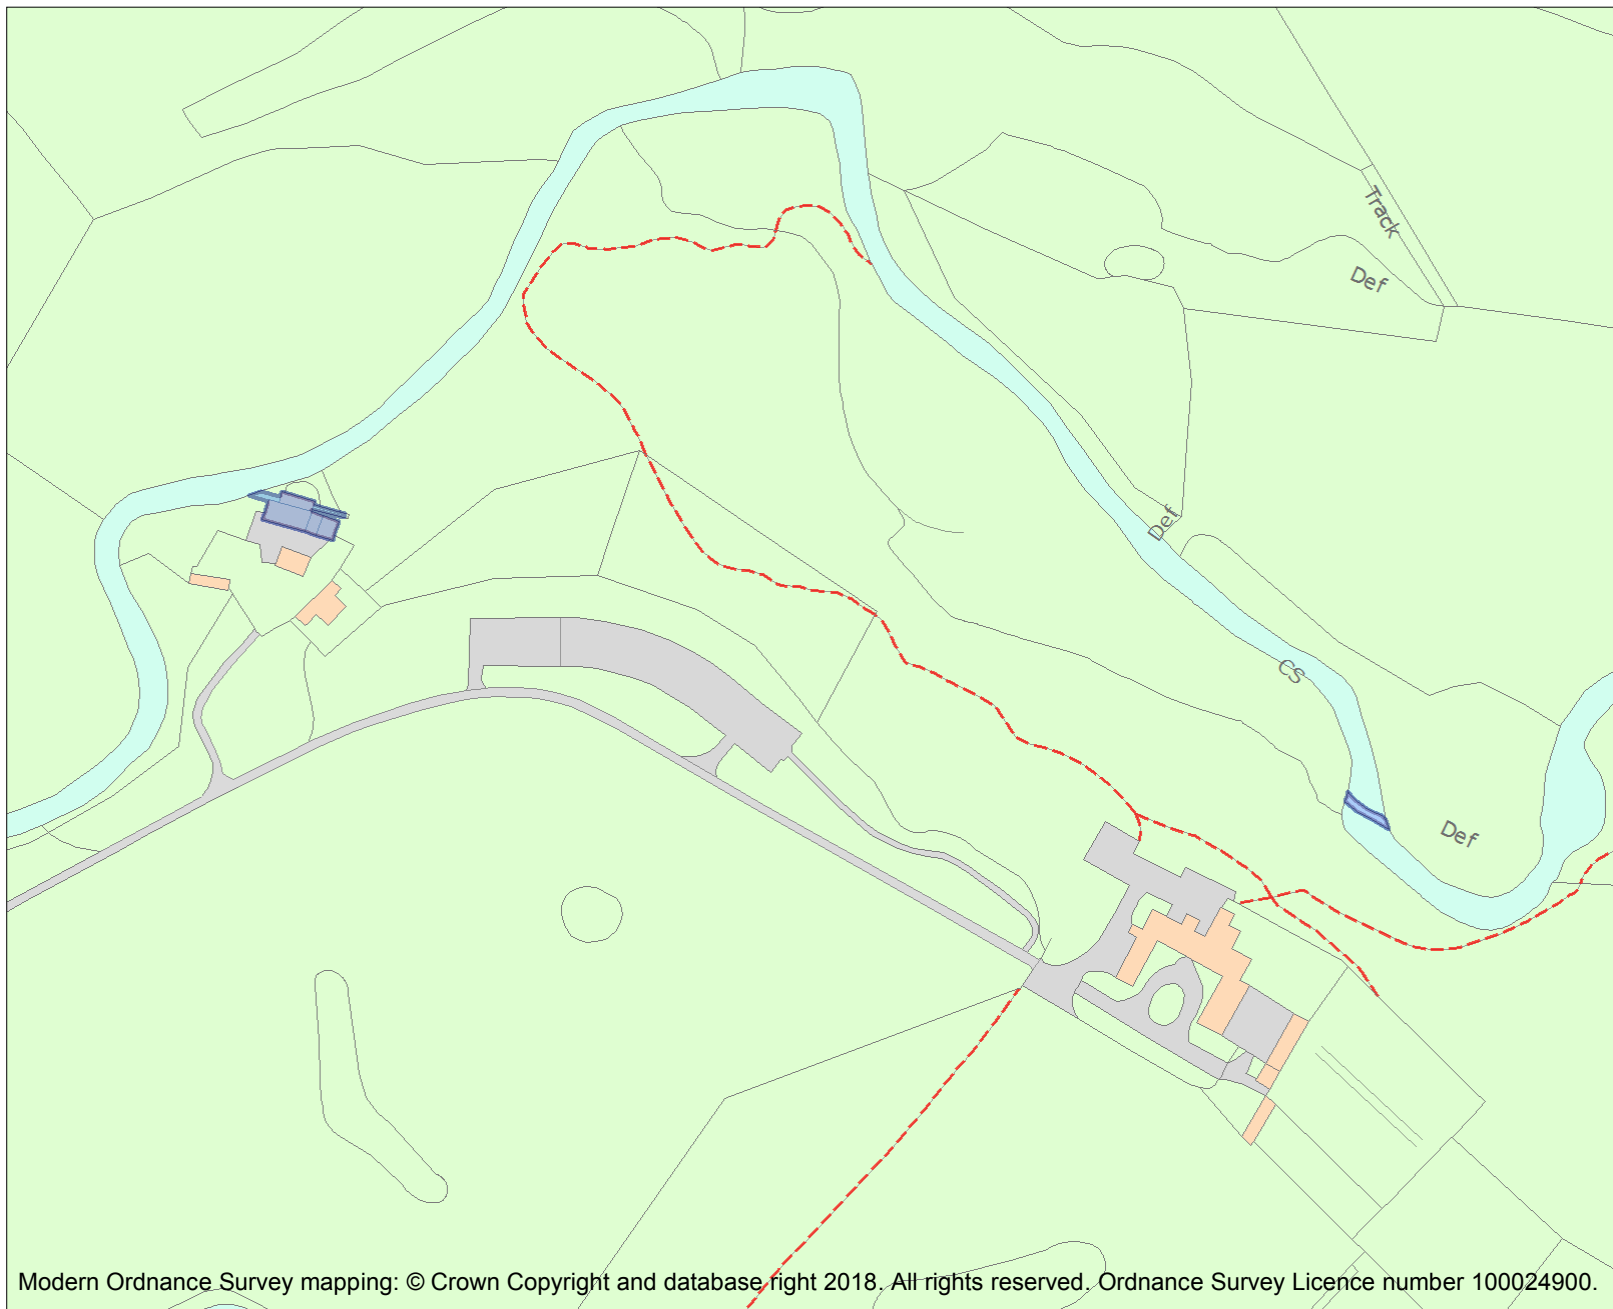 Track
Def
Def
CS
Def
Modern Ordnance Survey mapping: © Crown Copyright and database right 2018. All rights reserved. Ordnance Survey Licence number 100024900.